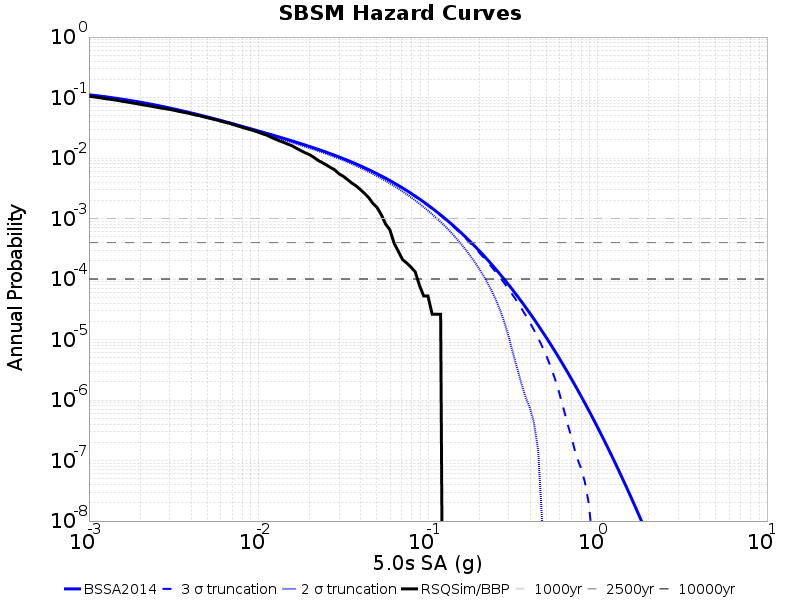 SBSM Hazard Curves
Annual Probability
10^0
10^-1
10^-2
10^-3
10^-4
10^-5
10^-6
10^-7
10^-8
10^-3 10^-2 10^-1 10^0 10^1
5.0s SA (g)
BSSA2014 3 σ truncation 2 σ truncation RSQSim/BBP 1000yr 2500yr 10000yr